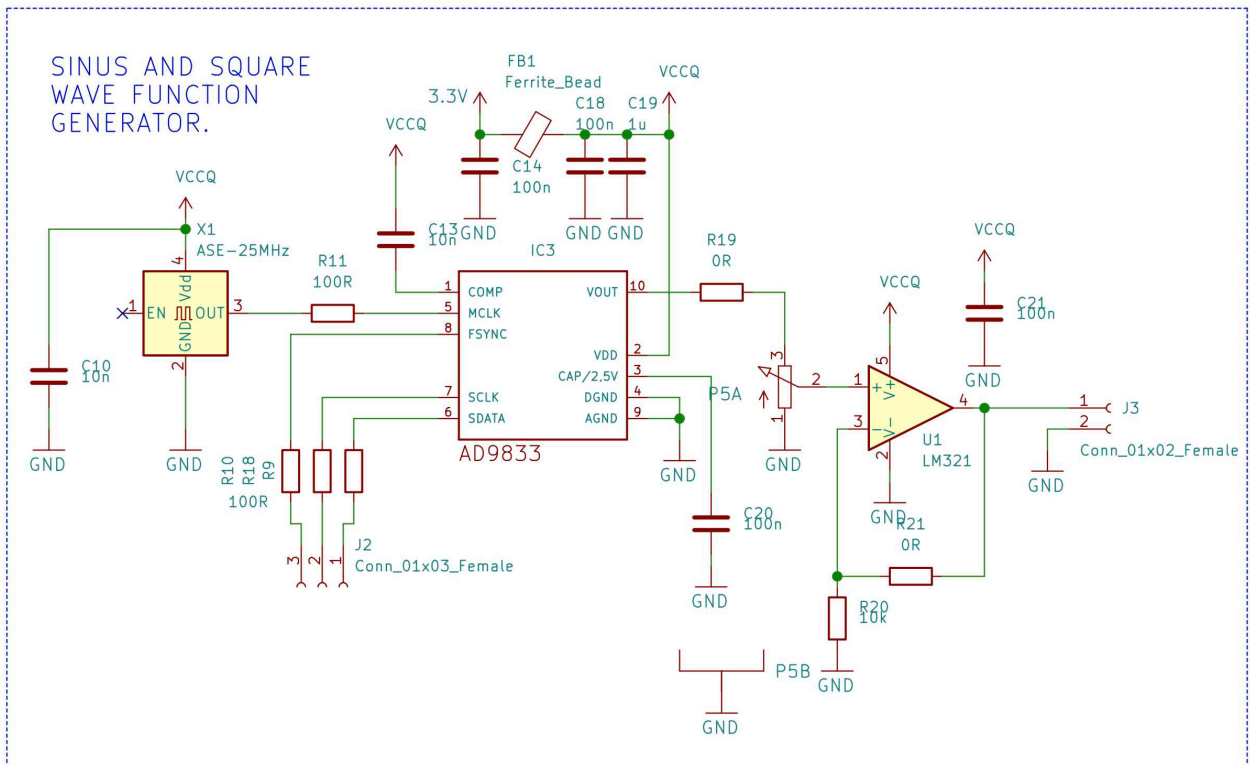 SINUS AND SQUARE
WAVE FUNCTION
GENERATOR.
FB1
Ferrite_Bead
3.3V
VCCQ
C18
100n
C19
1u
C14
100n
GND
GND
GND
VCCQ
C13
10n
VCCQ
X1
ASE-25MHz
4
Vdd
1
EN
OUT
3
GND
2
C10
10n
GND
GND
R11
100R
IC3
1
COMP
5
MCLK
8
FSYNC
7
SCLK
6
SDATA
VOUT
10
VDD
2
CAP/2,5V
3
DGND
4
AGND
9
AD9833
GND
R10
R18
R9
100R
3
2
1
J2
Conn_01x03_Female
C20
100n
GND
R19
0R
3
2
P5A
1
GND
VCCQ
5
1
+
V+
3
-
V-
2
4
U1
LM321
GND
VCCQ
C21
100n
GND
1
2
J3
Conn_01x02_Female
GND
R21
0R
R20
10k
GND
P5B
GND